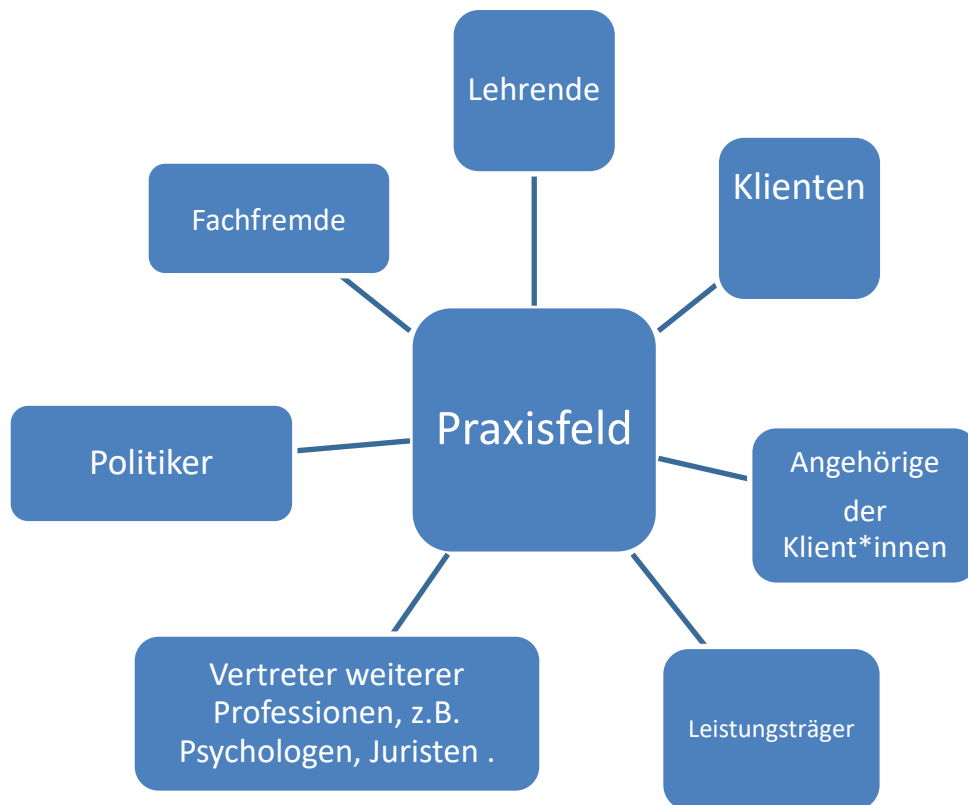 Lehrende
Klienten
Fachfremde
Praxisfeld
Politiker
Angehörige
der
Klient*innen
Vertreter weiterer
Professionen, z.B.
Psychologen, Juristen .
Leistungsträger